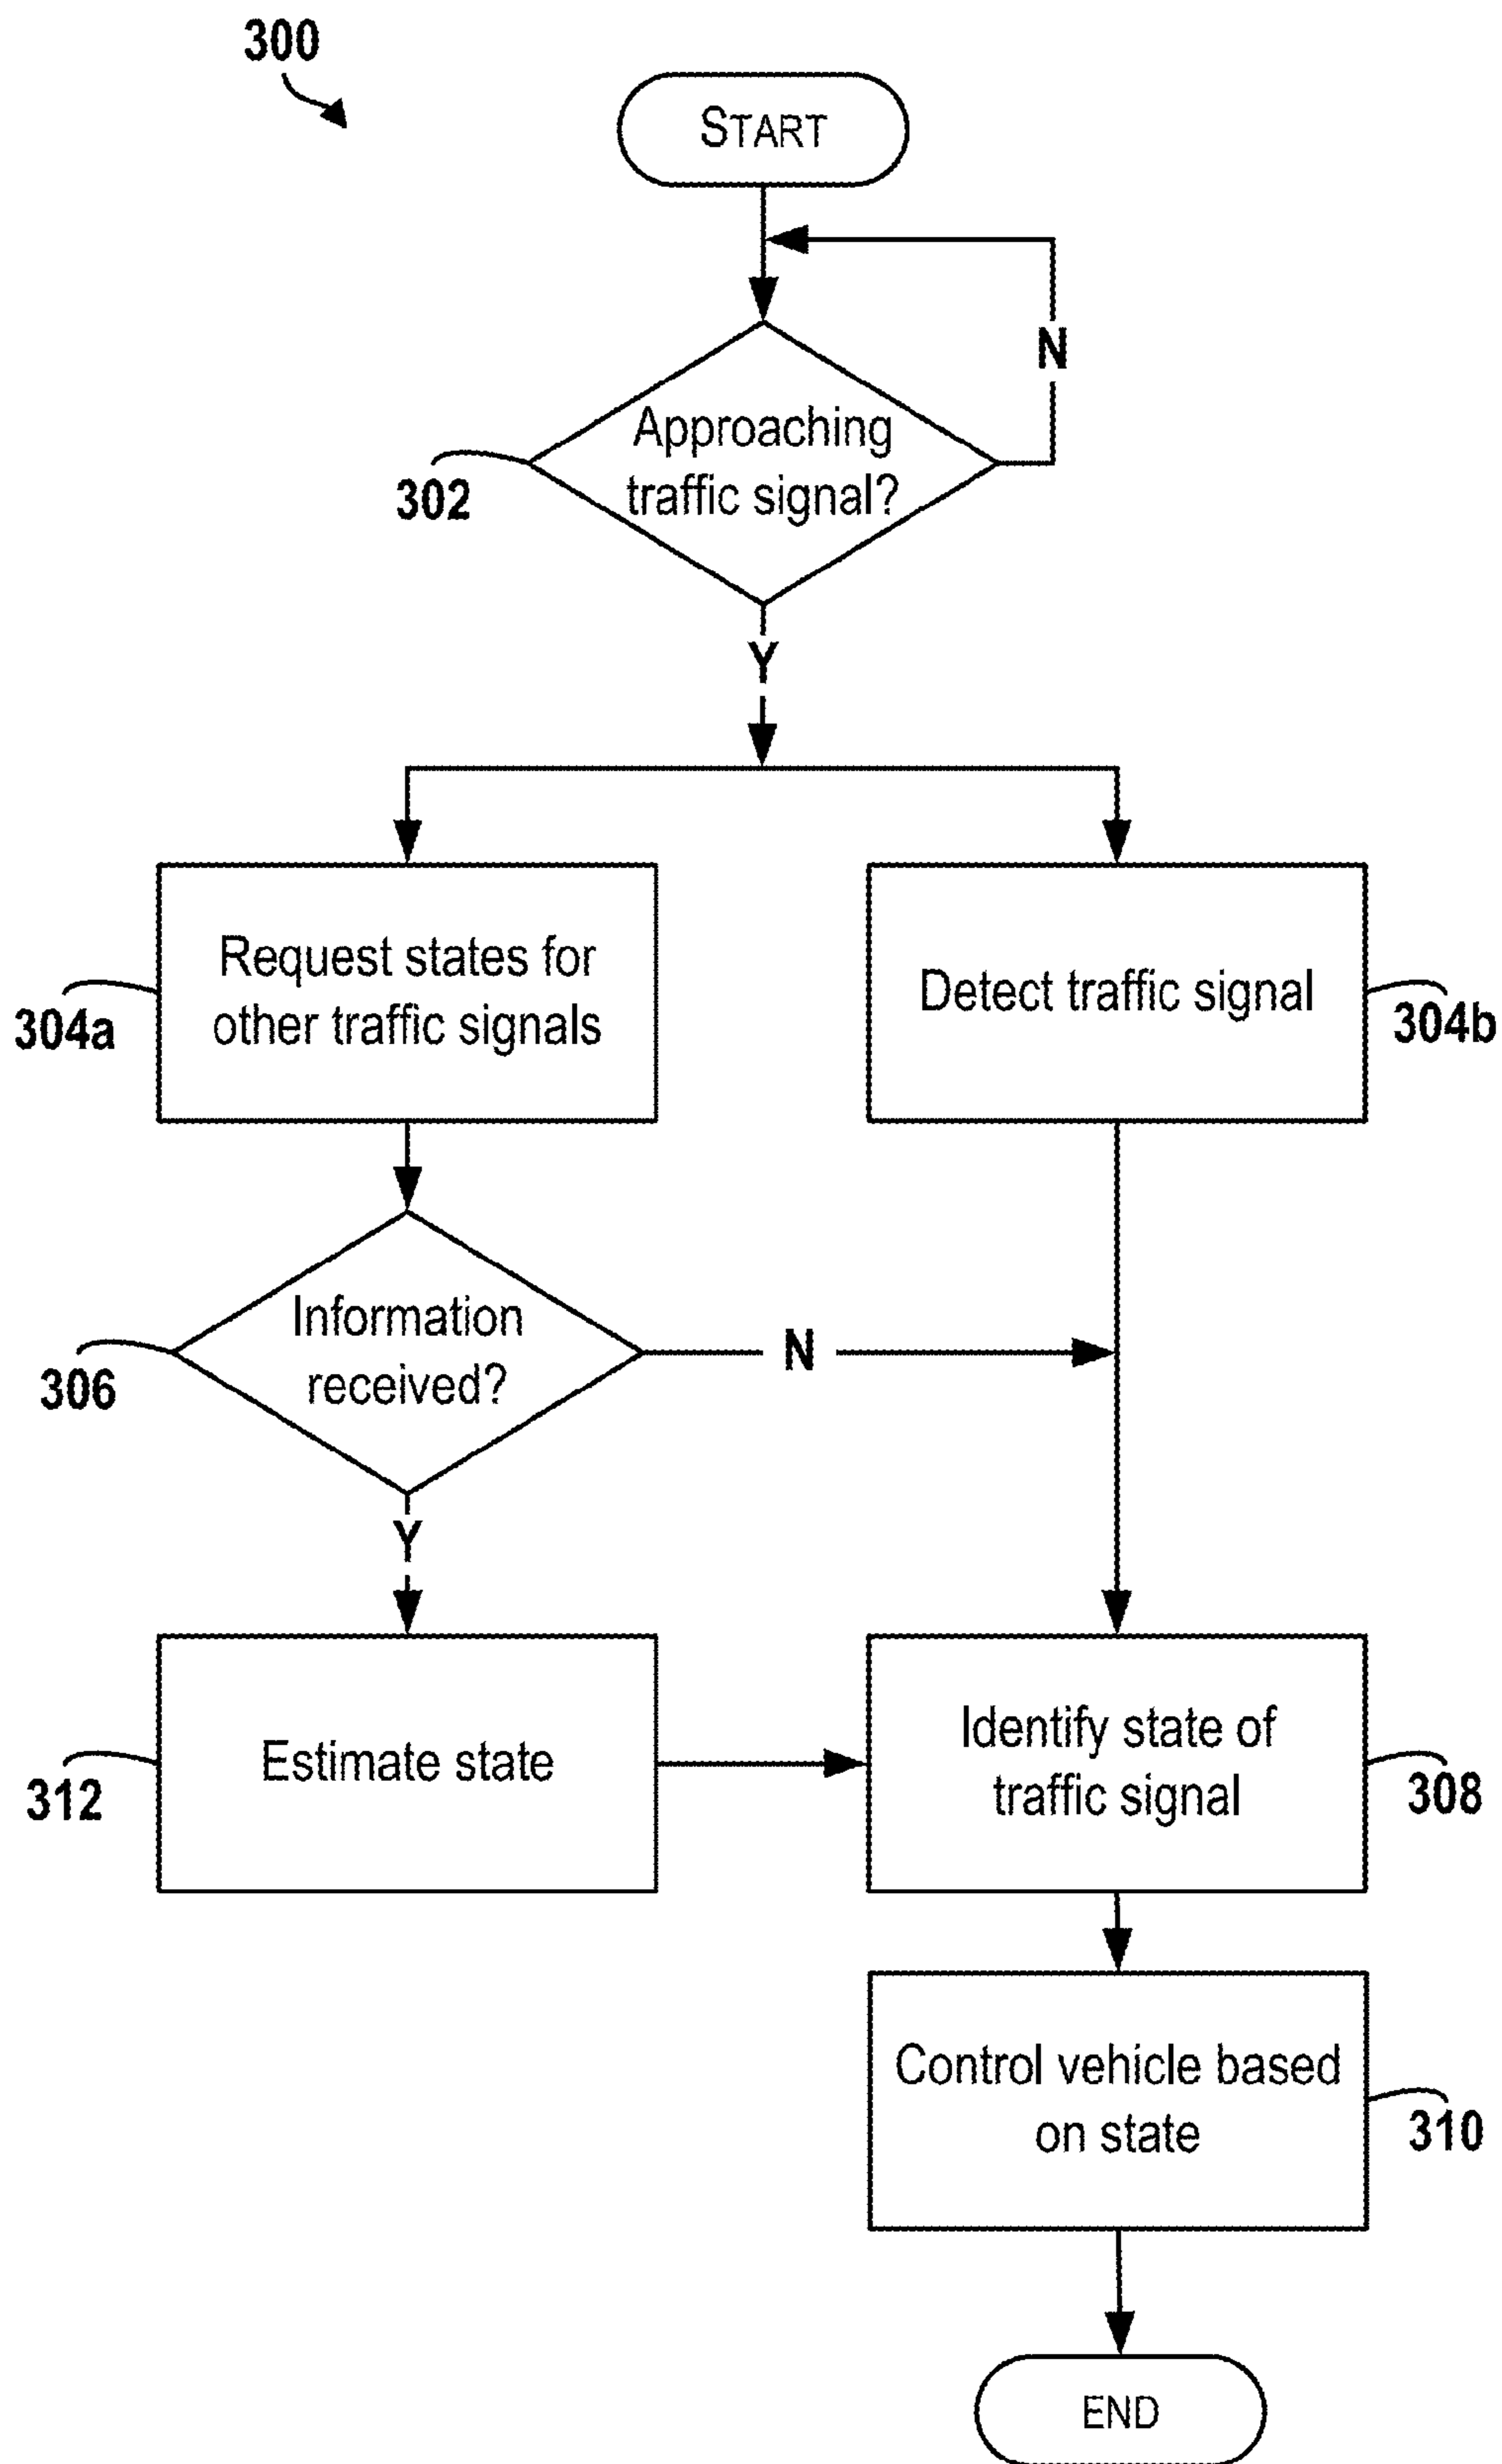 300
START
N
Approaching
traffic signal?
302
Y
Request states for
other traffic signals
304a
Detect traffic signal
304b
Information
received?
306
N
Y
Estimate state
312
Identify state of
traffic signal
308
Control vehicle based
on state
310
END